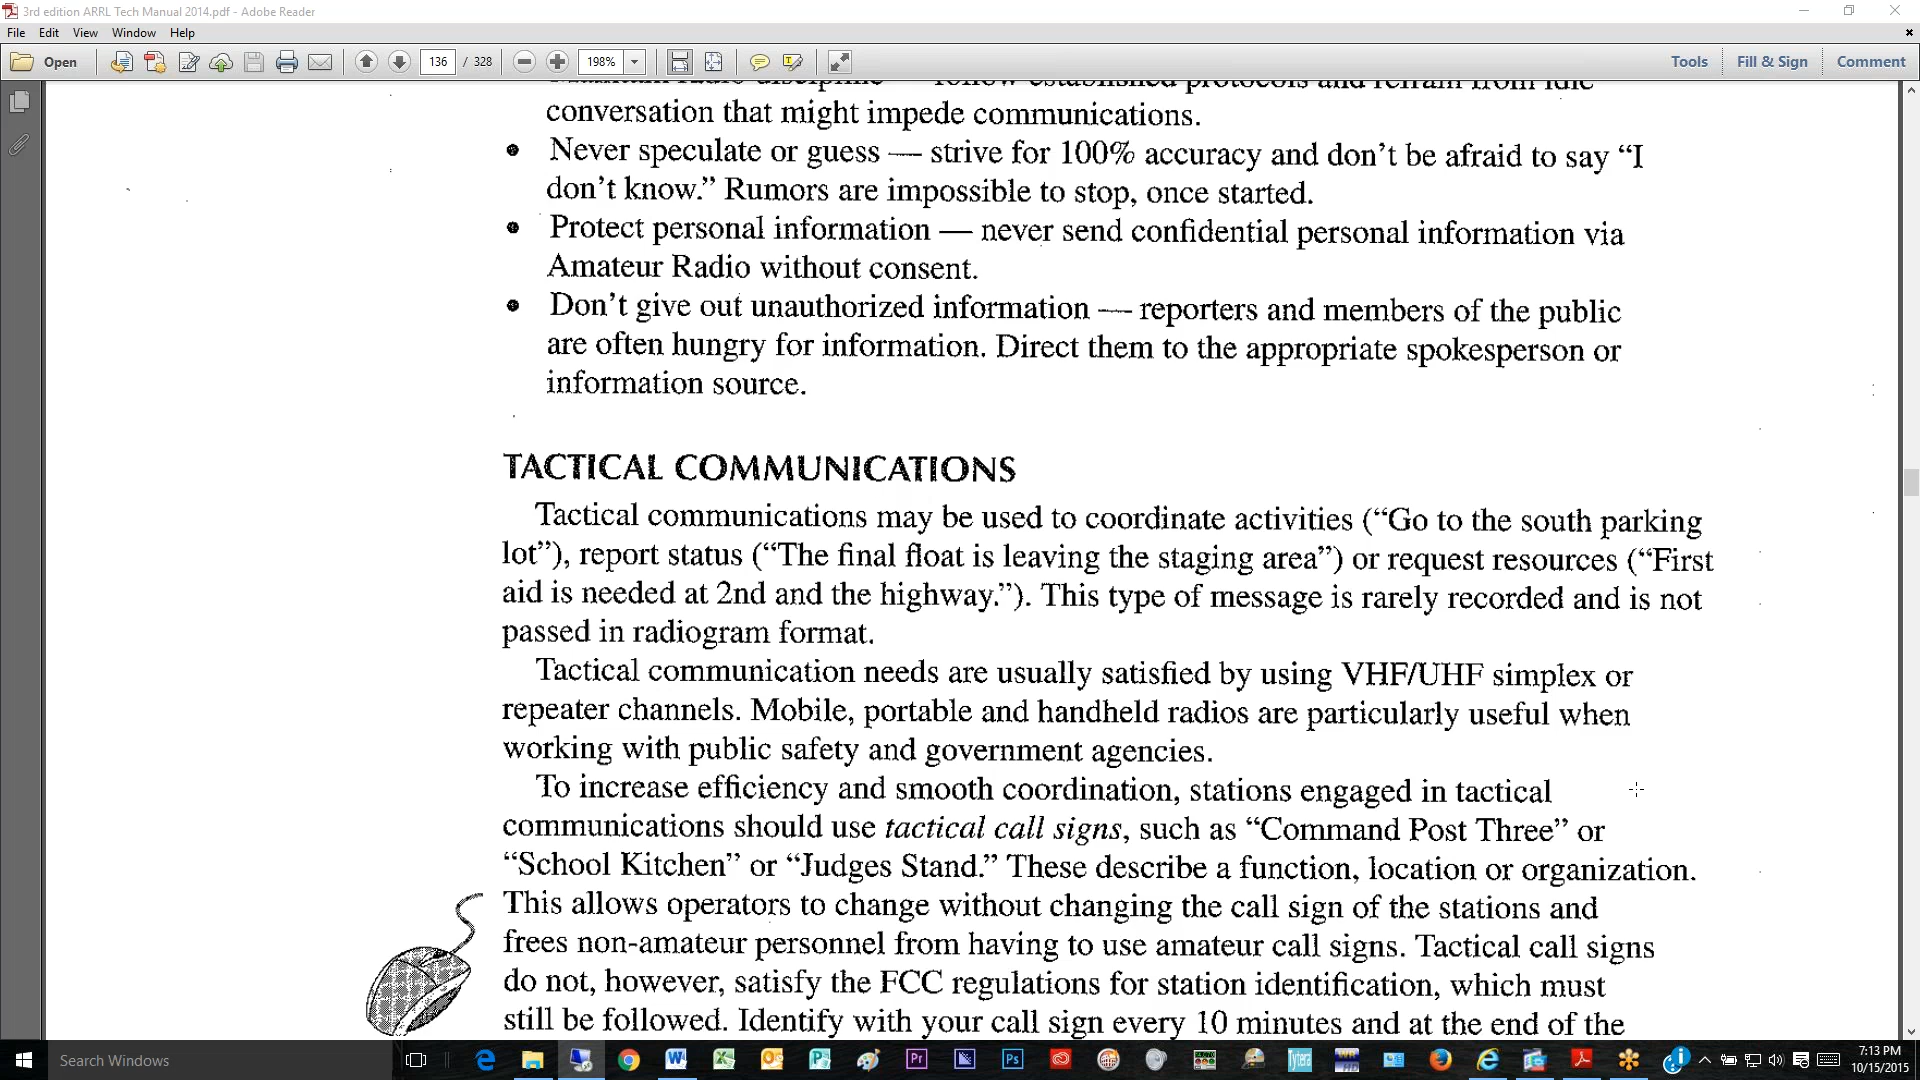 3rd edition ARRL Tech Manual 2014.pdf - Adobe Reader
File Edit View Window Help
Open 136 / 328 198% Tools Fill & Sign Comment
Maintain radio discipline — follow established protocols and refrain from idle
conversation that might impede communications.
• Never speculate or guess — strive for 100% accuracy and don't be afraid to say “I
don't know.” Rumors are impossible to stop, once started.
• Protect personal information — never send confidential personal information via
Amateur Radio without consent.
• Don't give out unauthorized information — reporters and members of the public
are often hungry for information. Direct them to the appropriate spokesperson or
information source.
TACTICAL COMMUNICATIONS
Tactical communications may be used to coordinate activities (“Go to the south parking
lot”), report status (“The final float is leaving the staging area”) or request resources (“First
aid is needed at 2nd and the highway.”). This type of message is rarely recorded and is not
passed in radiogram format.
Tactical communication needs are usually satisfied by using VHF/UHF simplex or
repeater channels. Mobile, portable and handheld radios are particularly useful when
working with public safety and government agencies.
To increase efficiency and smooth coordination, stations engaged in tactical
communications should use tactical call signs, such as “Command Post Three” or
“School Kitchen” or “Judges Stand.” These describe a function, location or organization.
This allows operators to change without changing the call sign of the stations and
frees non-amateur personnel from having to use amateur call signs. Tactical call signs
do not, however, satisfy the FCC regulations for station identification, which must
still be followed. Identify with your call sign every 10 minutes and at the end of the
Search Windows
Pr
Ps
Tytera
7:13 PM
10/15/2015